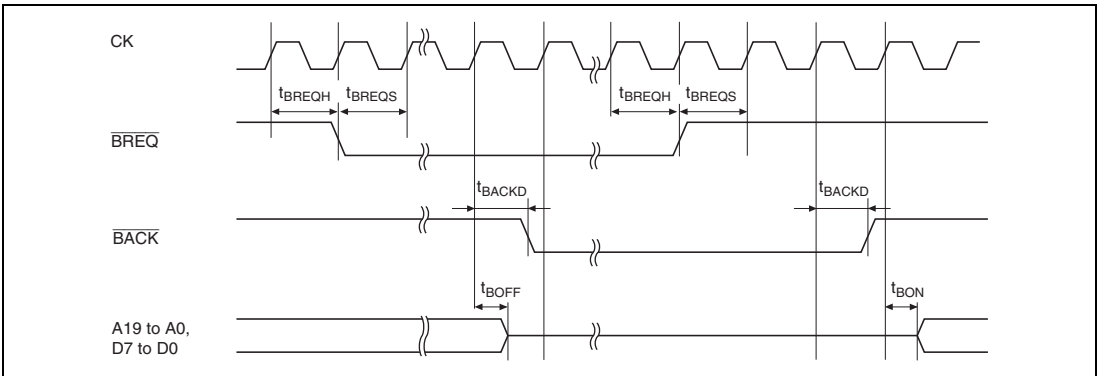 CK
tBREQH tBREQS tBREQH tBREQS
BREQ
tBACKD tBACKD
BACK
tBOFF tBON
A19 to A0,
D7 to D0